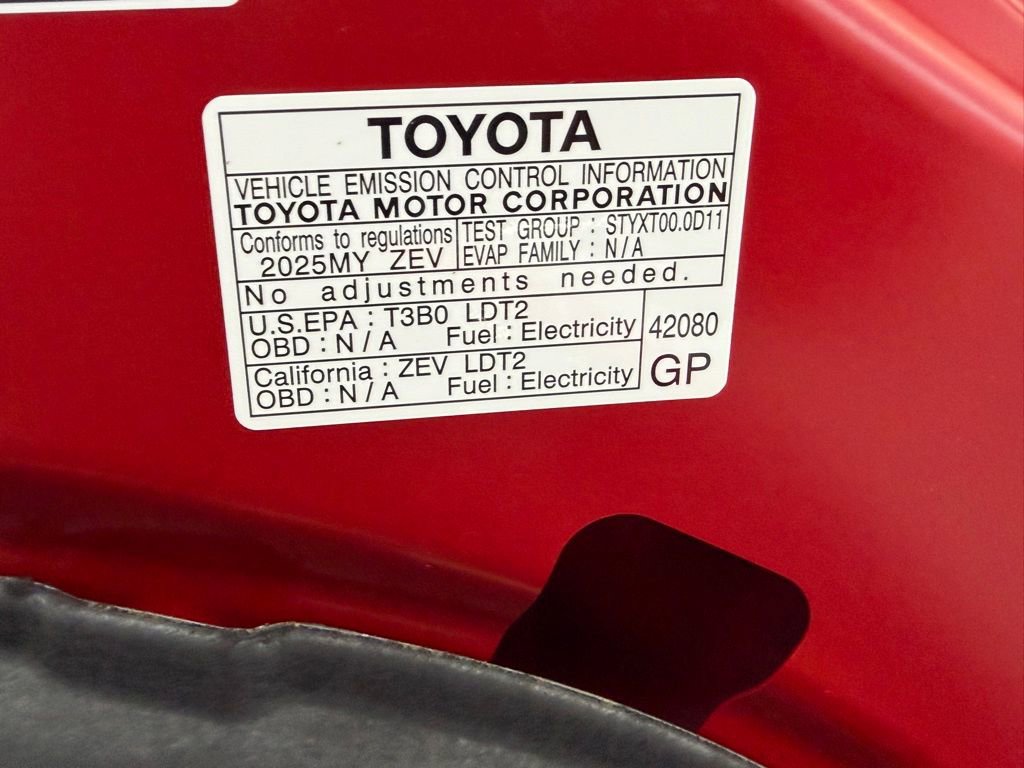 TOYOTA
VEHICLE EMISSION CONTROL INFORMATION
TOYOTA MOTOR CORPORATION
Conforms to regulations
2025MY ZEV
TEST GROUP : STYXT00.0D11
EVAP FAMILY : N/A
No adjustments needed.
U.S.EPA : T3B0 LDT2
OBD : N/A Fuel : Electricity
California : ZEV LDT2
OBD : N/A Fuel : Electricity
42080
GP